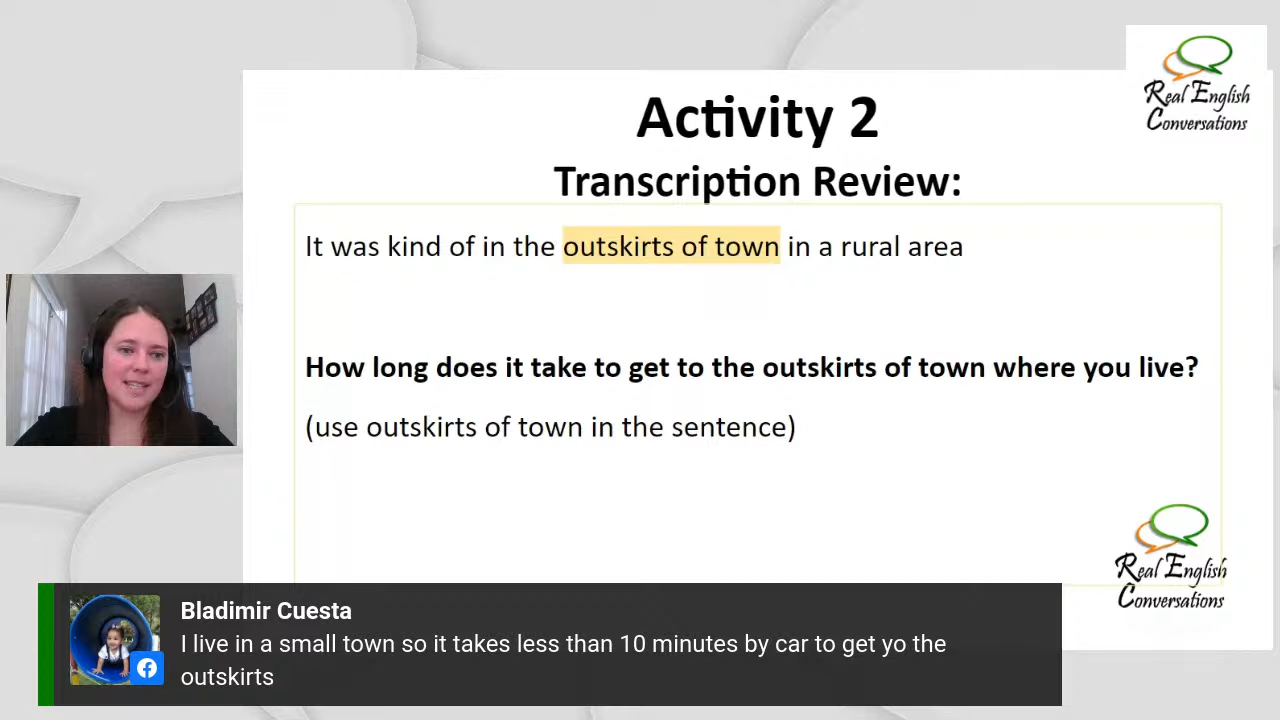 Real English
Conversations
Activity 2
Transcription Review:
It was kind of in the outskirts of town in a rural area
How long does it take to get to the outskirts of town where you live?
(use outskirts of town in the sentence)
Real English
Conversations
Bladimir Cuesta
I live in a small town so it takes less than 10 minutes by car to get yo the
outskirts